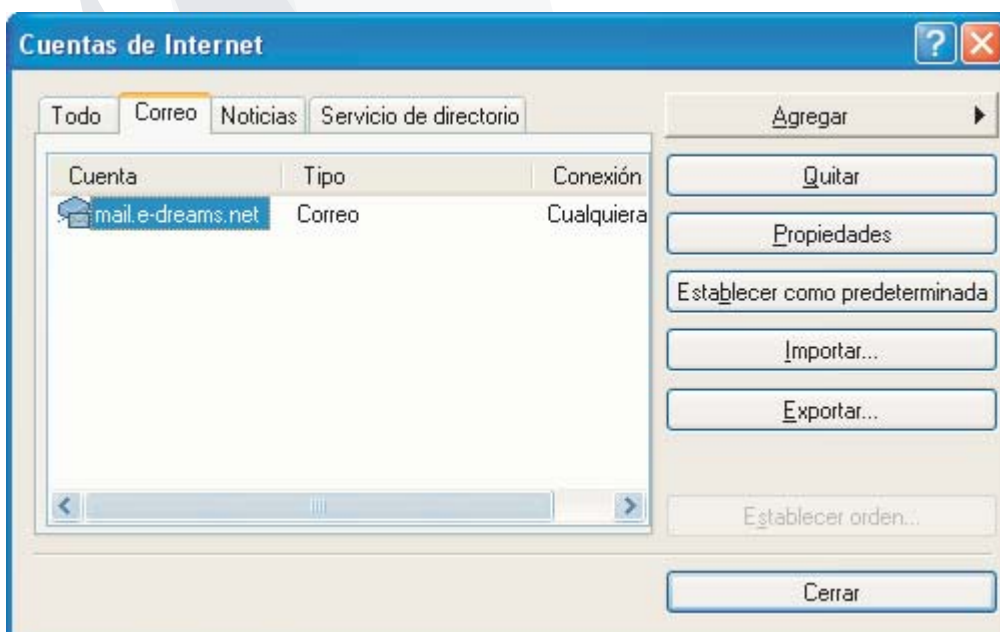 Cuentas de Internet
Todo Correo Noticias Servicio de directorio
Cuenta Tipo Conexión
mail.e-dreams.net Correo Cualquiera
Agregar
Quitar
Propiedades
Establecer como predeterminada
Importar...
Exportar...
Establecer orden...
Cerrar